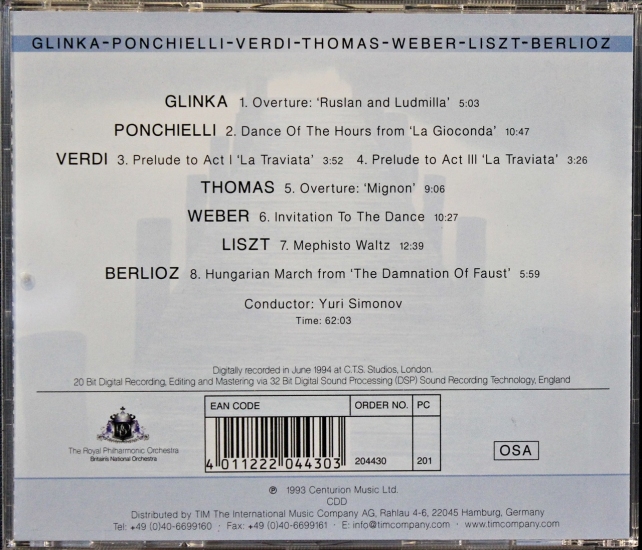 GLINKA-PONCHIELLI-VERDI-THOMAS-WEBER-LISZT-BERLIOZ
GLINKA 1. Overture: 'Ruslan and Ludmilla' 5:03
PONCHIELLI 2. Dance Of The Hours from 'La Gioconda' 10:47
VERDI 3. Prelude to Act I 'La Traviata' 3:52 4. Prelude to Act III 'La Traviata' 3:26
THOMAS 5. Overture: 'Mignon' 9:06
WEBER 6. Invitation To The Dance 10:27
LISZT 7. Mephisto Waltz 12:39
BERLIOZ 8. Hungarian March from 'The Damnation Of Faust' 5:59
Conductor: Yuri Simonov
Time: 62:03
Digitally recorded in June 1994 at C.T.S. Studios, London.
20 Bit Digital Recording, Editing and Mastering via 32 Bit Digital Sound Processing (DSP) Sound Recording Technology, England
The Royal Philharmonic Orchestra
Britain's National Orchestra
EAN CODE ORDER NO. PC
4 011222 044303 204430 201
OSA
℗ 1993 Centurion Music Ltd.
CDD
Distributed by TIM The International Music Company AG, Rahlau 4-6, 22045 Hamburg, Germany
Tel: +49 (0)40-6699160 · Fax: +49 (0)40-6699161 · E: info@timcompany.com · www.timcompany.com